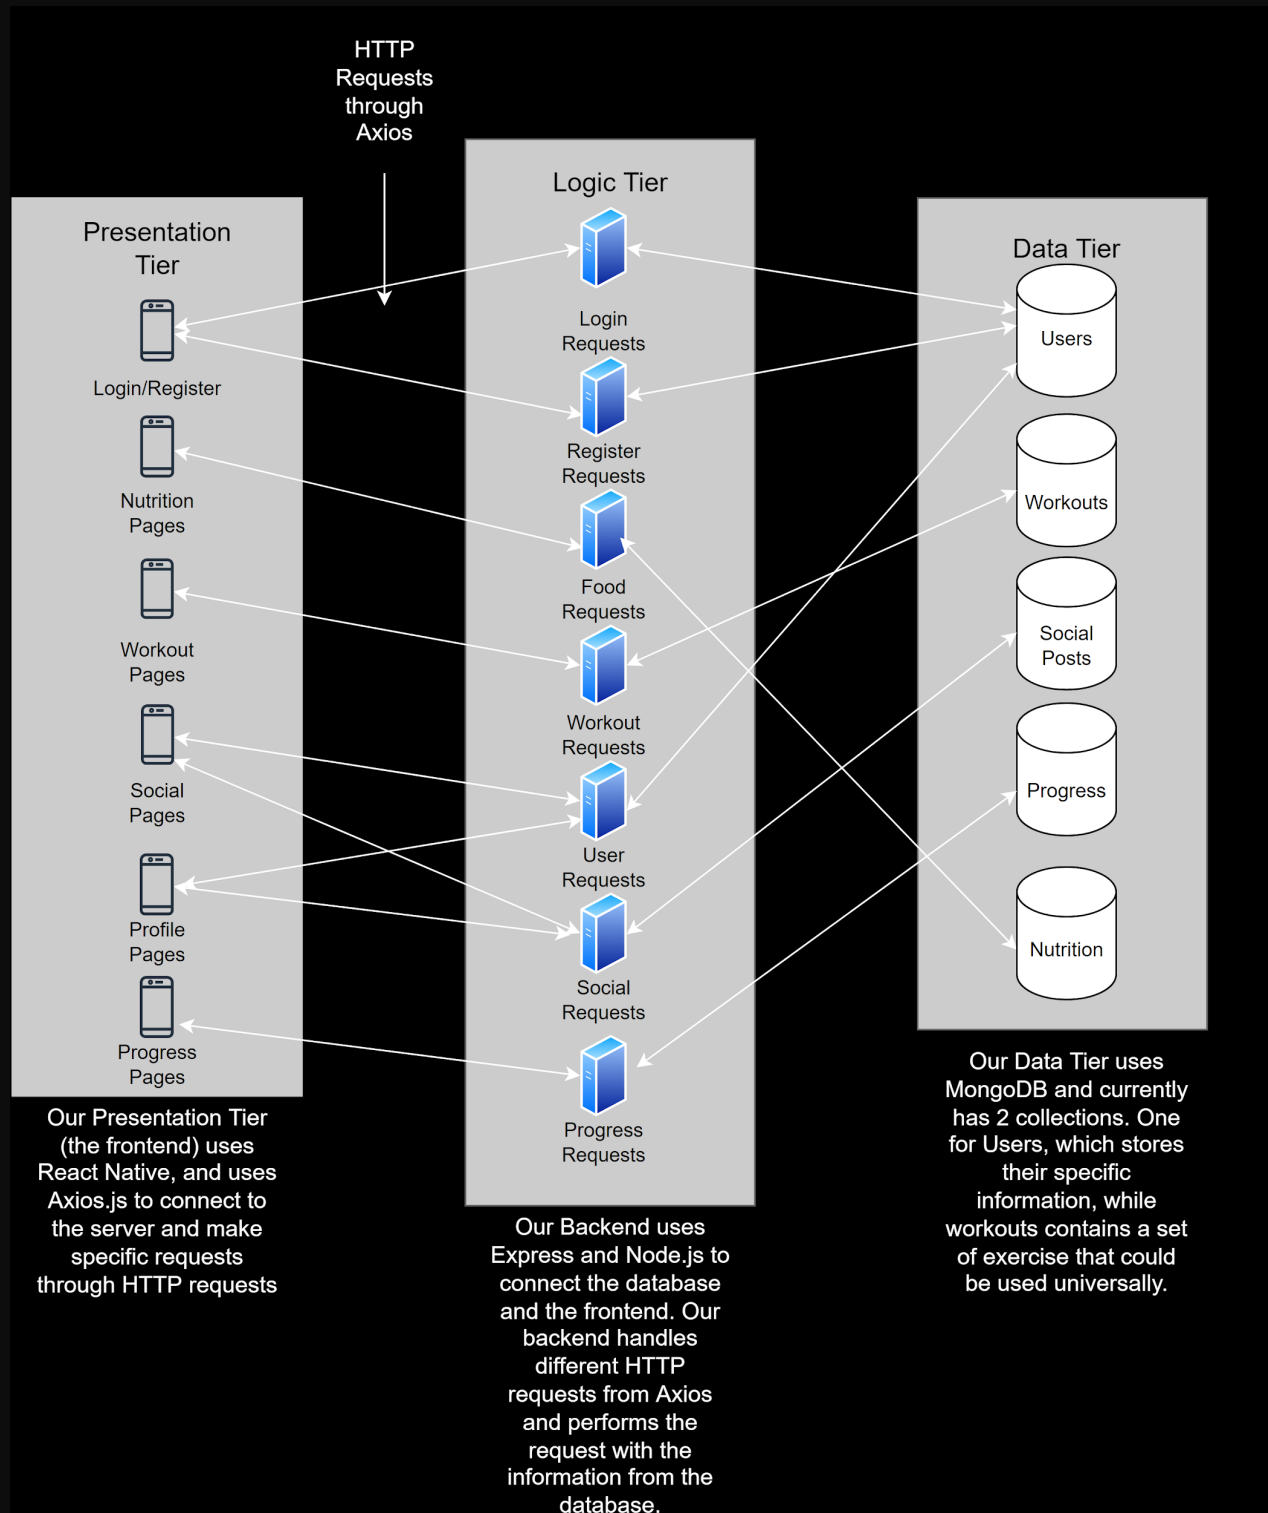 HTTP
Requests
through
Axios
Presentation
Tier
Login/Register
Nutrition
Pages
Workout
Pages
Social
Pages
Profile
Pages
Progress
Pages
Our Presentation Tier
(the frontend) uses
React Native, and uses
Axios.js to connect to
the server and make
specific requests
through HTTP requests
Logic Tier
Login
Requests
Register
Requests
Food
Requests
Workout
Requests
User
Requests
Social
Requests
Progress
Requests
Our Backend uses
Express and Node.js to
connect the database
and the frontend. Our
backend handles
different HTTP
requests from Axios
and performs the
request with the
information from the
database.
Data Tier
Users
Workouts
Social
Posts
Progress
Nutrition
Our Data Tier uses
MongoDB and currently
has 2 collections. One
for Users, which stores
their specific
information, while
workouts contains a set
of exercise that could
be used universally.